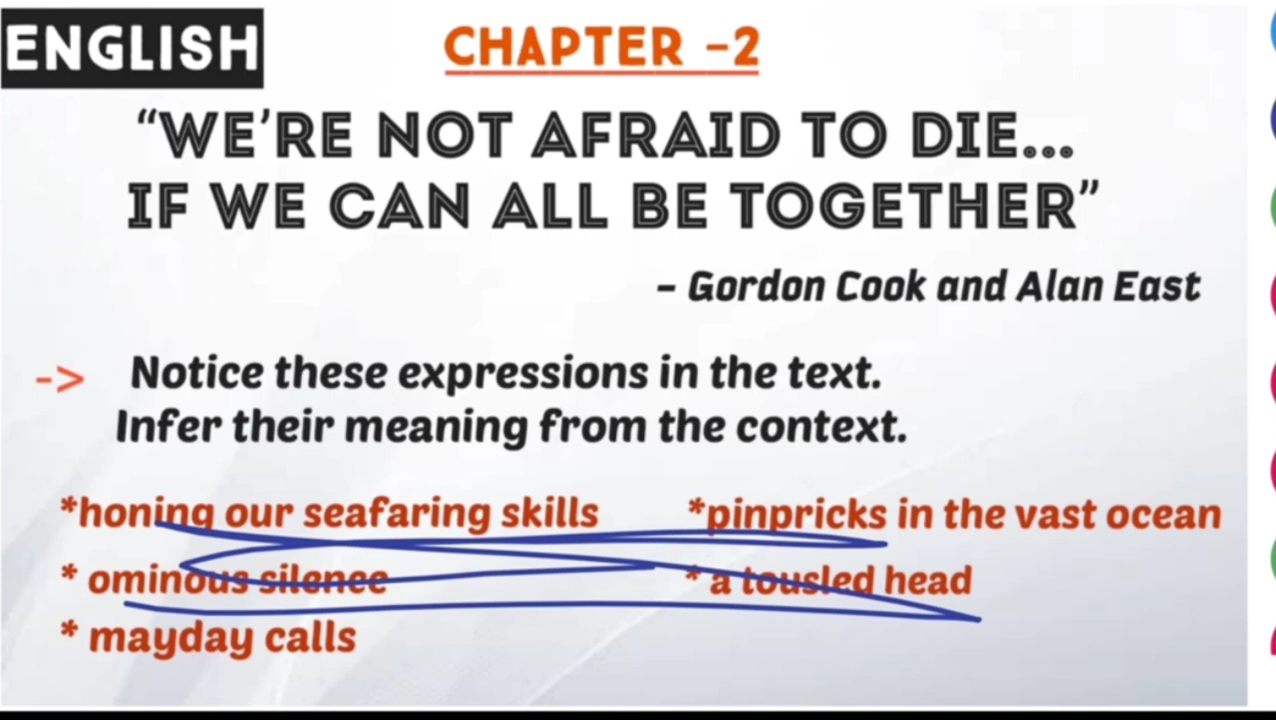 ENGLISH
CHAPTER -2
“WE’RE NOT AFRAID TO DIE...
IF WE CAN ALL BE TOGETHER”
– Gordon Cook and Alan East
-> Notice these expressions in the text.
Infer their meaning from the context.
*honing our seafaring skills *pinpricks in the vast ocean
* ominous silence * a tousled head
* mayday calls